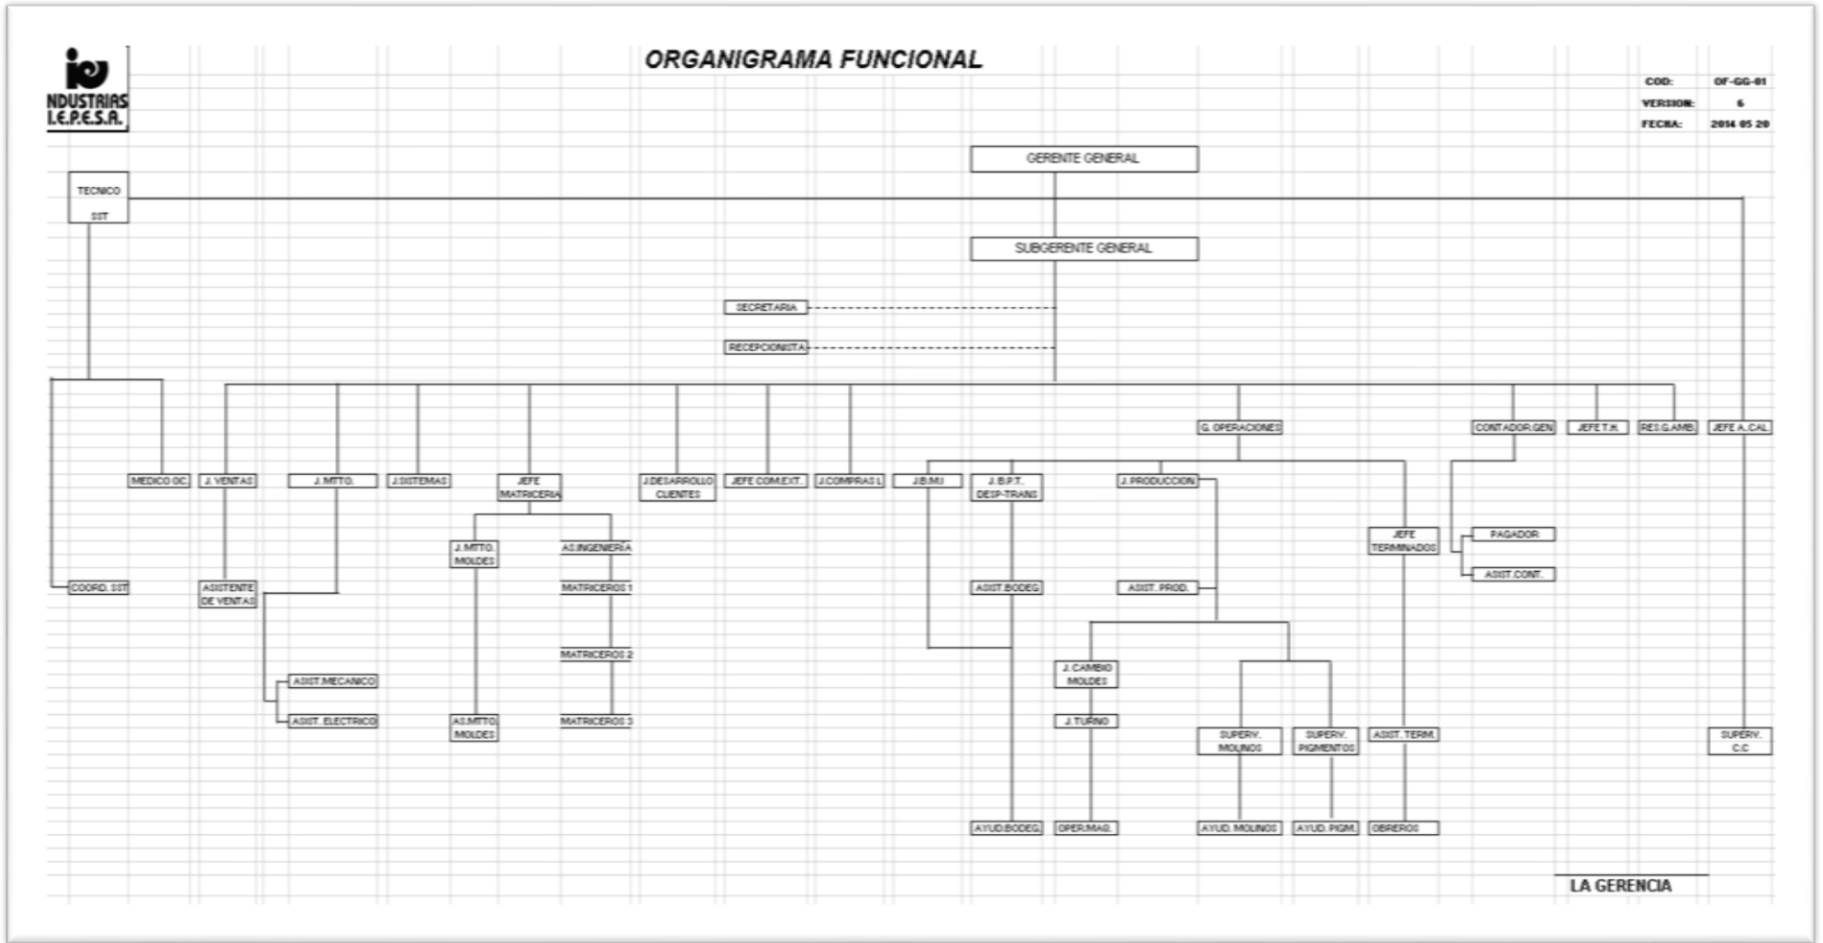 ORGANIGRAMA FUNCIONAL
INDUSTRIAS
I.E.P.E.S.A.
COD: OF-GG-01
VERSION: 6
FECHA: 2014 05 20
GERENTE GENERAL
TECNICO
SST
SUBGERENTE GENERAL
SECRETARIA
RECEPCIONISTA
G. OPERACIONES
CONTADOR.GEN
JEFE T.H.
RES.G.AMB.
JEFE A..CAL.
MEDICO OC.
J. VENTAS
J. MTTO.
J.SISTEMAS
JEFE
MATRICERIA
J.DESARROLLO
CLIENTES
JEFE COM.EXT.
J.COMPRAS L
J.B.M.I
J. B.P.T.
DESP-TRANS
J. PRODUCCION
JEFE
TERMINADOS
PAGADOR
J. MTTO.
MOLDES
AS.INGENIERÍA
ASIST.CONT.
COORD. SST
ASISTENTE
DE VENTAS
MATRICEROS 1
ASIST.BODEG
ASIST. PROD.
MATRICEROS 2
J. CAMBIO
MOLDES
ASIST.MECANICO
ASIST. ELECTRICO
AS.MTTO.
MOLDES
MATRICEROS 3
J.TURNO
SUPERV.
MOLINOS
SUPERV.
PIGMENTOS
ASIST. TERM.
SUPERV.
C.C
AYUD.BODEG.
OPER.MAQ.
AYUD. MOLINOS
AYUD. PIGM.
OBREROS
LA GERENCIA